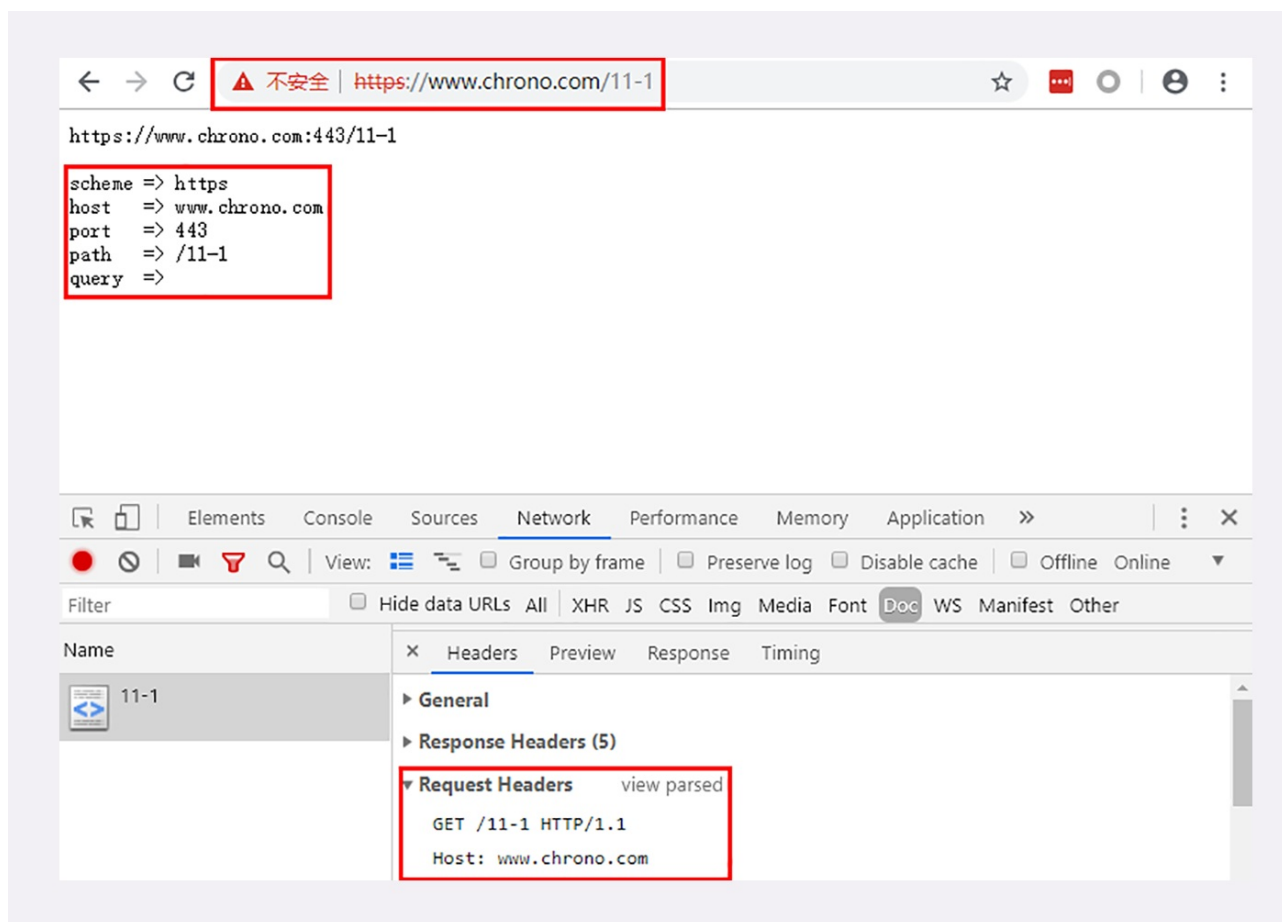 不安全 | https://www.chrono.com/11-1
https://www.chrono.com:443/11-1
scheme => https
host => www.chrono.com
port => 443
path => /11-1
query =>
Elements Console Sources Network Performance Memory Application »
View: Group by frame Preserve log Disable cache Offline Online
Filter Hide data URLs All XHR JS CSS Img Media Font Doc WS Manifest Other
Name Headers Preview Response Timing
11-1
General
Response Headers (5)
Request Headers view parsed
GET /11-1 HTTP/1.1
Host: www.chrono.com